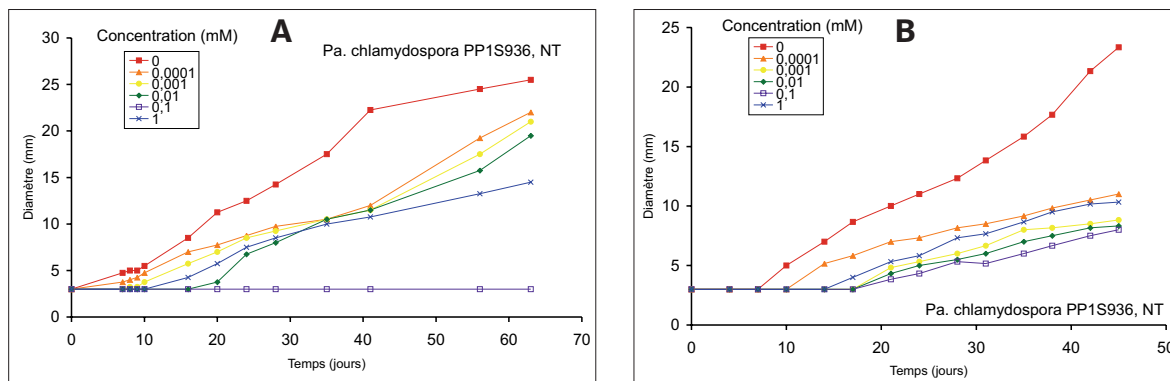 A
Concentration (mM)
0
0,0001
0,001
0,01
0,1
1
Pa. chlamydospora PP1S936, NT
Diamètre (mm)
30
25
20
15
10
5
0
0 10 20 30 40 50 60 70
Temps (jours)
B
Concentration (mM)
0
0,0001
0,001
0,01
0,1
1
Pa. chlamydospora PP1S936, NT
Diamètre (mm)
25
20
15
10
5
0
0 10 20 30 40 50
Temps (jours)